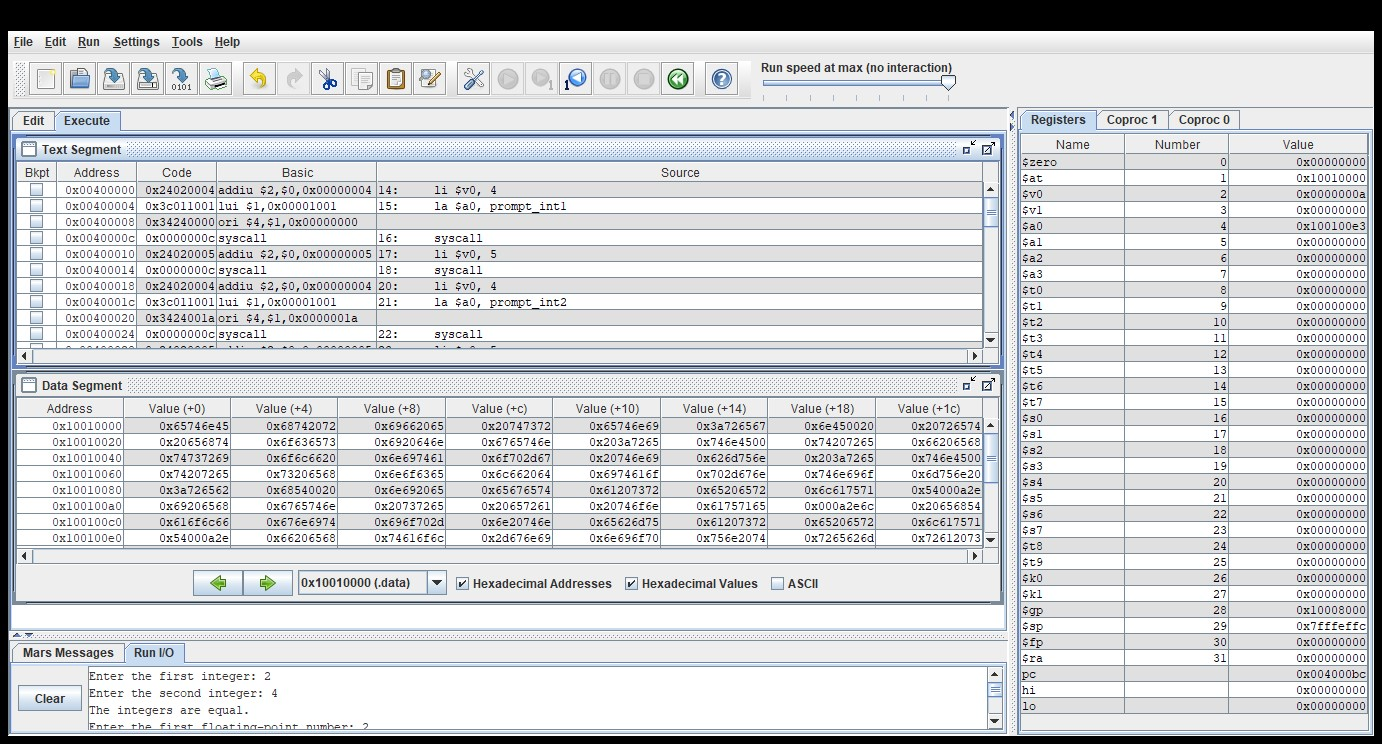 File Edit Run Settings Tools Help
Run speed at max (no interaction)
Edit Execute
Text Segment
Bkpt Address Code Basic Source
0x00400000 0x24020004 addiu $2,$0,0x00000004 14: li $v0, 4
0x00400004 0x3c011001 lui $1,0x00001001 15: la $a0, prompt_int1
0x00400008 0x34240000 ori $4,$1,0x00000000
0x0040000c 0x0000000c syscall 16: syscall
0x00400010 0x24020005 addiu $2,$0,0x00000005 17: li $v0, 5
0x00400014 0x0000000c syscall 18: syscall
0x00400018 0x24020004 addiu $2,$0,0x00000004 20: li $v0, 4
0x0040001c 0x3c011001 lui $1,0x00001001 21: la $a0, prompt_int2
0x00400020 0x3424001a ori $4,$1,0x0000001a
0x00400024 0x0000000c syscall 22: syscall
Data Segment
Address Value (+0) Value (+4) Value (+8) Value (+c) Value (+10) Value (+14) Value (+18) Value (+1c)
0x10010000 0x65746e45 0x68742072 0x69662065 0x20747372 0x65746e69 0x3a726567 0x6e450020 0x20726574
0x10010020 0x20656874 0x6f636573 0x6920646e 0x6765746e 0x203a7265 0x746e4500 0x74207265 0x66206568
0x10010040 0x74737269 0x6f6c6620 0x6e697461 0x6f702d67 0x20746e69 0x626d756e 0x203a7265 0x746e4500
0x10010060 0x74207265 0x73206568 0x6e6f6365 0x6c662064 0x6974616f 0x702d676e 0x746e696f 0x6d756e20
0x10010080 0x3a726562 0x68540020 0x6e692065 0x65676574 0x61207372 0x65206572 0x6c617571 0x54000a2e
0x100100a0 0x69206568 0x6765746e 0x20737265 0x20657261 0x20746f6e 0x61757165 0x000a2e6c 0x20656854
0x100100c0 0x616f6c66 0x676e6974 0x696f702d 0x6e20746e 0x65626d75 0x61207372 0x65206572 0x6c617571
0x100100e0 0x54000a2e 0x66206568 0x74616f6c 0x2d676e69 0x6e696f70 0x756e2074 0x7265626d 0x72612073
0x10010000 (.data) Hexadecimal Addresses Hexadecimal Values ASCII
Mars Messages Run I/O
Clear
Enter the first integer: 2
Enter the second integer: 4
The integers are equal.
Enter the first floating-point number: 2
Registers Coproc 1 Coproc 0
Name Number Value
$zero 0 0x00000000
$at 1 0x10010000
$v0 2 0x0000000a
$v1 3 0x00000000
$a0 4 0x100100e3
$a1 5 0x00000000
$a2 6 0x00000000
$a3 7 0x00000000
$t0 8 0x00000000
$t1 9 0x00000000
$t2 10 0x00000000
$t3 11 0x00000000
$t4 12 0x00000000
$t5 13 0x00000000
$t6 14 0x00000000
$t7 15 0x00000000
$s0 16 0x00000000
$s1 17 0x00000000
$s2 18 0x00000000
$s3 19 0x00000000
$s4 20 0x00000000
$s5 21 0x00000000
$s6 22 0x00000000
$s7 23 0x00000000
$t8 24 0x00000000
$t9 25 0x00000000
$k0 26 0x00000000
$k1 27 0x00000000
$gp 28 0x10008000
$sp 29 0x7fffeffc
$fp 30 0x00000000
$ra 31 0x00000000
pc 0x004000bc
hi 0x00000000
lo 0x00000000